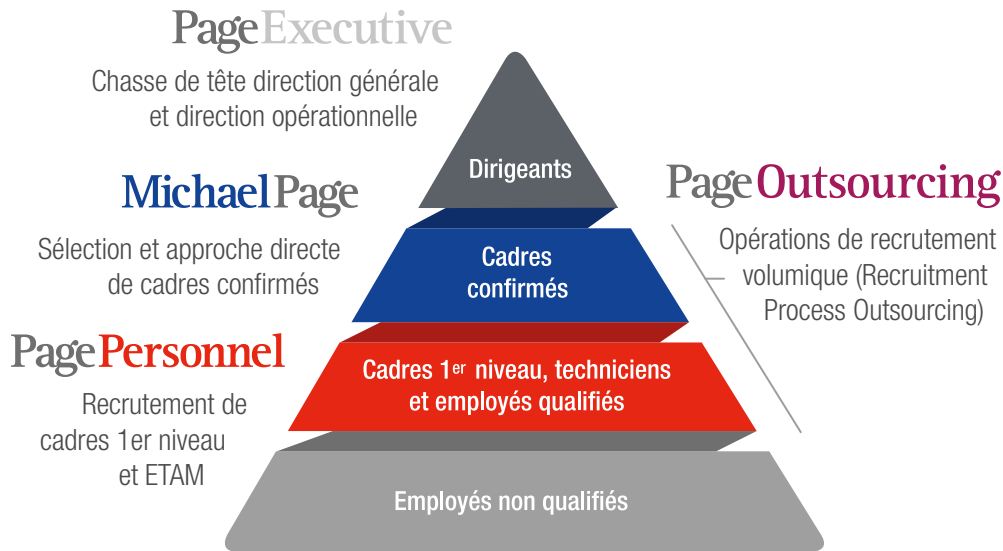 PageExecutive
Chasse de tête direction générale
et direction opérationnelle
Dirigeants
MichaelPage
Sélection et approche directe
de cadres confirmés
Cadres
confirmés
PageOutsourcing
Opérations de recrutement
volumique (Recruitment
Process Outsourcing)
PagePersonnel
Recrutement de
cadres 1er niveau
et ETAM
Cadres 1er niveau, techniciens
et employés qualifiés
Employés non qualifiés